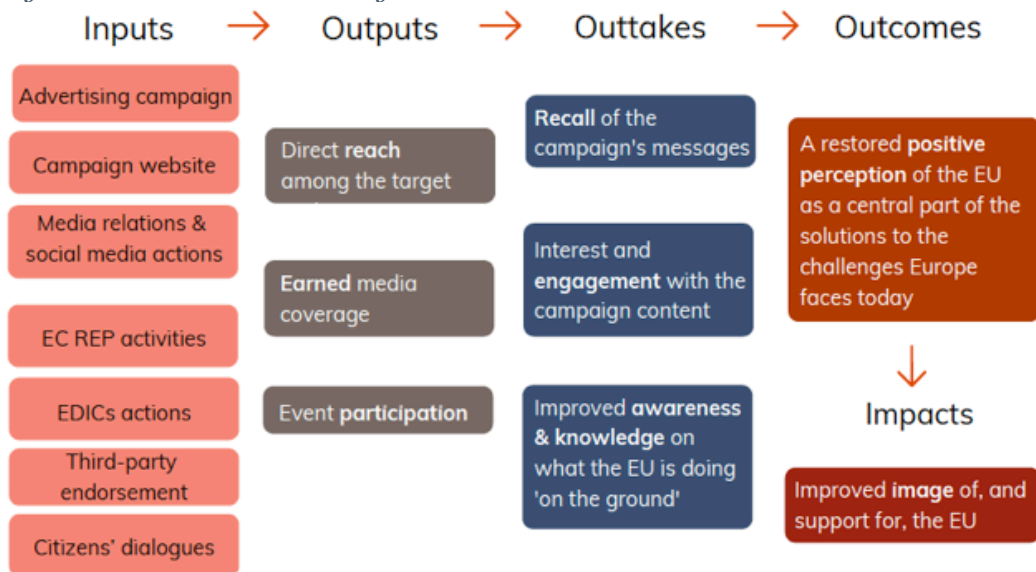 Inputs → Outputs → Outtakes → Outcomes
Advertising campaign
Campaign website
Media relations &
social media actions
EC REP activities
EDICs actions
Third-party
endorsement
Citizens' dialogues
Direct reach
among the target
Earned media
coverage
Event participation
Recall of the
campaign's messages
Interest and
engagement with the
campaign content
Improved awareness
& knowledge on
what the EU is doing
'on the ground'
A restored positive
perception of the EU
as a central part of the
solutions to the
challenges Europe
faces today
Impacts
Improved image of, and
support for, the EU